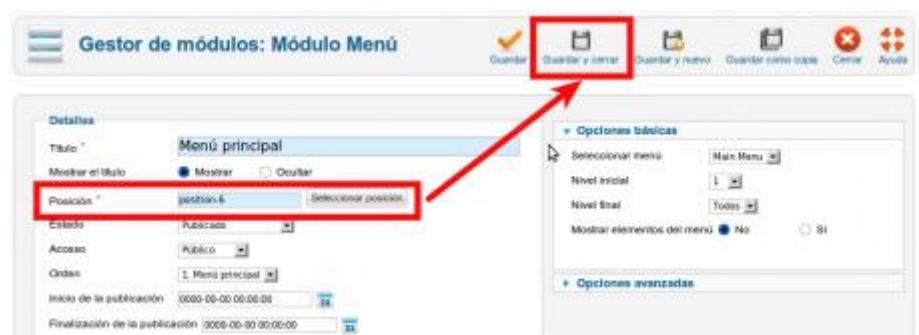 Gestor de módulos: Módulo Menú
Guardar
Guardar y cerrar
Guardar y nuevo
Guardar como copia
Cerrar
Ayuda
Detalles
Título *
Menú principal
Mostrar el título
Mostrar
Ocultar
Posición *
position-6
Seleccionar posición
Estado
Publicado
Acceso
Público
Orden
1. Menú principal
Inicio de la publicación
0000-00-00 00:00:00
Finalización de la publicación
0000-00-00 00:00:00
Opciones básicas
Seleccionar menú
Main Menu
Nivel inicial
1
Nivel final
Todos
Mostrar elementos del menú
No
Sí
Opciones avanzadas